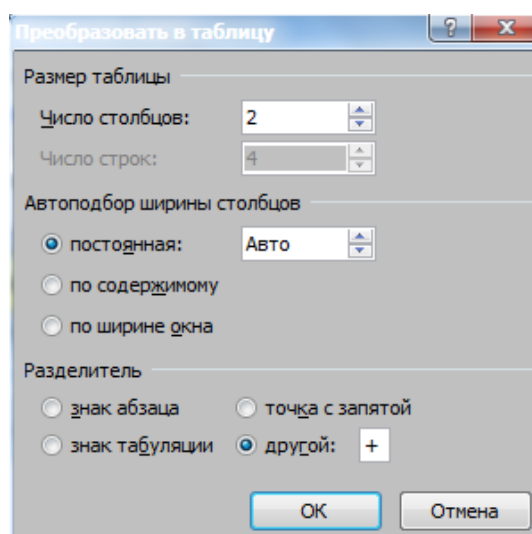 Преобразовать в таблицу
Размер таблицы
Число столбцов: 2
Число строк: 4
Автоподбор ширины столбцов
постоянная: Авто
по содержимому
по ширине окна
Разделитель
знак абзаца точка с запятой
знак табуляции другой: +
ОК Отмена